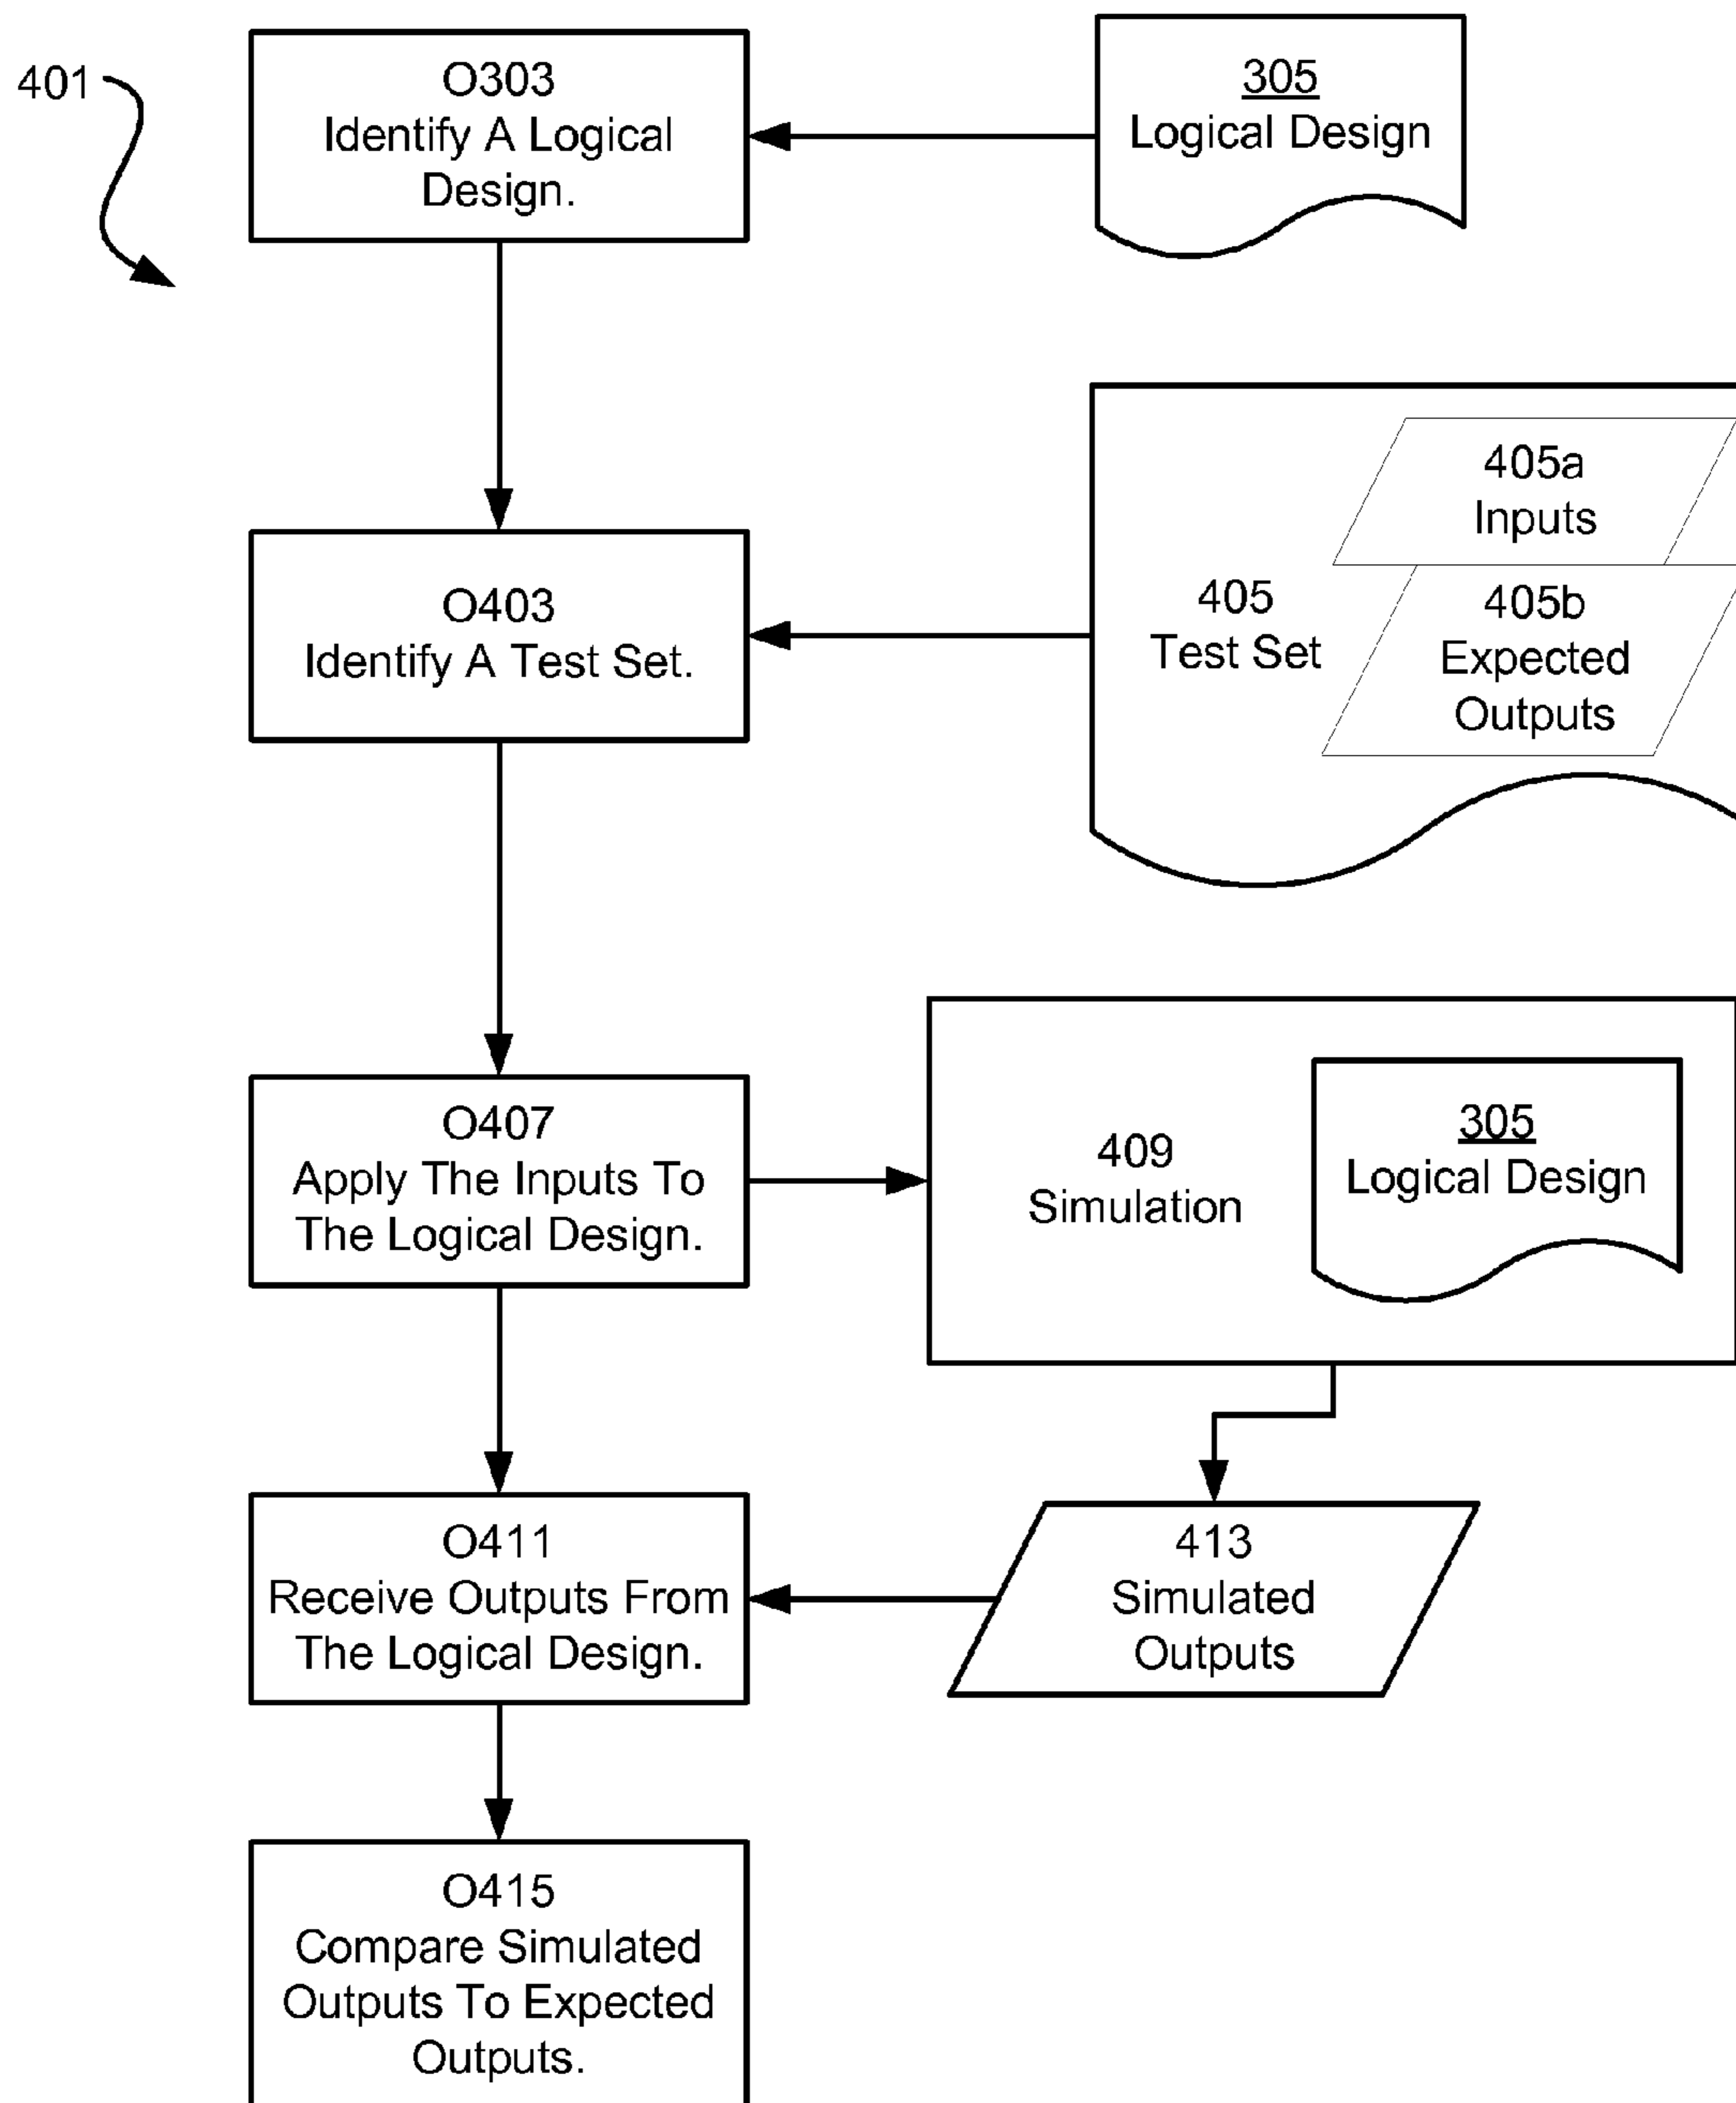 401
O303
Identify A Logical
Design.
305
Logical Design
O403
Identify A Test Set.
405
Test Set
405a
Inputs
405b
Expected
Outputs
O407
Apply The Inputs To
The Logical Design.
409
Simulation
305
Logical Design
O411
Receive Outputs From
The Logical Design.
413
Simulated
Outputs
O415
Compare Simulated
Outputs To Expected
Outputs.